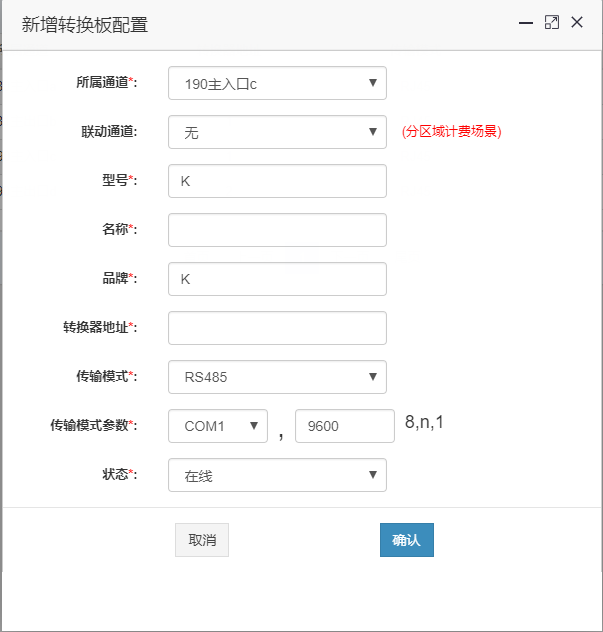 新增转换板配置
所属通道*: 190主入口c
联动通道: 无 (分区域计费场景)
型号*: K
名称*:
品牌*: K
转换器地址*:
传输模式*: RS485
传输模式参数*: COM1 , 9600 8,n,1
状态*: 在线
取消 确认